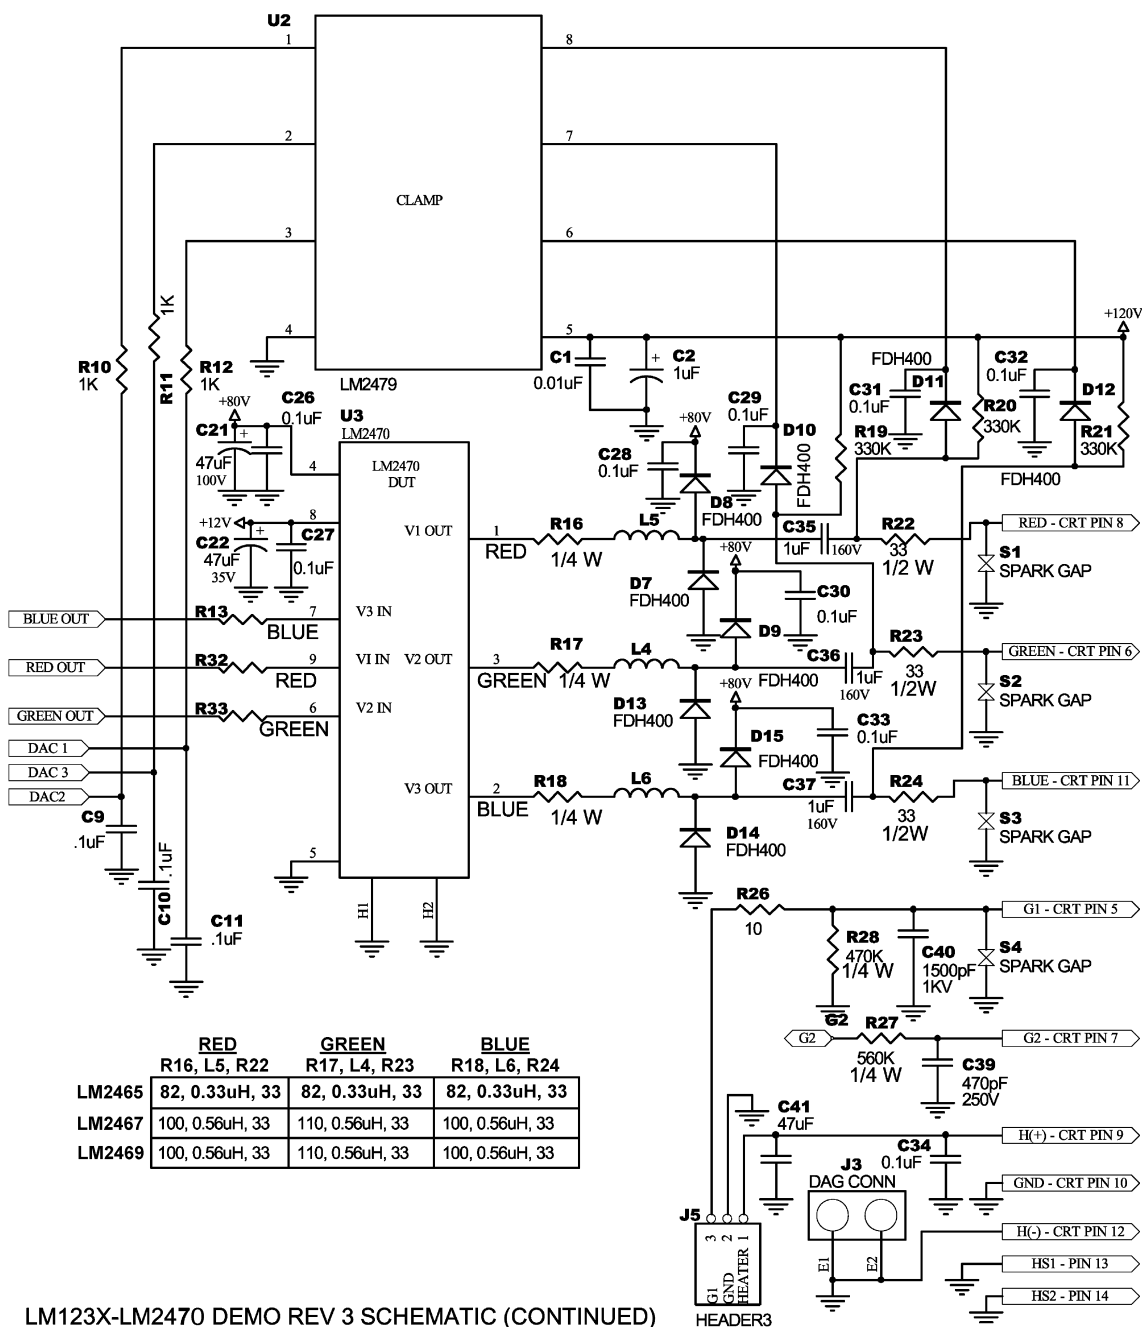 U2
1
8
2
7
CLAMP
3
6
4
5
+120V
LM2479
R10
1K
R11
1K
R12
1K
C26
0.1uF
+80V
C21
+
47uF
100V
C1
0.01uF
+
C2
1uF
FDH400
C31
0.1uF
D11
R20
330K
C32
0.1uF
D12
R21
330K
FDH400
C29
0.1uF
D10
FDH400
R19
330K
+80V
C28
0.1uF
D8
FDH400
U3
LM2470
LM2470
DUT
4
8
+12V
+
C22
47uF
35V
C27
0.1uF
V1 OUT
1
RED
R16
1/4 W
L5
C35
1uF
160V
R22
33
1/2 W
RED - CRT PIN 8
S1
SPARK GAP
D7
FDH400
+80V
C30
0.1uF
D9
FDH400
BLUE OUT
R13
7
BLUE
V3 IN
RED OUT
R32
9
RED
VI IN
V2 OUT
3
GREEN
R17
1/4 W
L4
C36
1uF
160V
R23
33
1/2W
GREEN - CRT PIN 6
S2
SPARK GAP
GREEN OUT
R33
6
GREEN
V2 IN
D13
FDH400
+80V
C33
0.1uF
D15
FDH400
DAC 1
DAC 3
DAC2
V3 OUT
2
BLUE
R18
1/4 W
L6
C37
1uF
160V
R24
33
1/2W
BLUE - CRT PIN 11
S3
SPARK GAP
D14
FDH400
C9
.1uF
C10
.1uF
C11
.1uF
5
H1
H2
R26
10
G1 - CRT PIN 5
R28
470K
1/4 W
C40
1500pF
1KV
S4
SPARK GAP
G2
G2
R27
560K
1/4 W
G2 - CRT PIN 7
C39
470pF
250V
RED GREEN BLUE
R16, L5, R22 R17, L4, R23 R18, L6, R24
LM2465 82, 0.33uH, 33 82, 0.33uH, 33 82, 0.33uH, 33
LM2467 100, 0.56uH, 33 110, 0.56uH, 33 100, 0.56uH, 33
LM2469 100, 0.56uH, 33 110, 0.56uH, 33 100, 0.56uH, 33
C41
47uF
C34
0.1uF
H(+) - CRT PIN 9
J3
DAG CONN
GND - CRT PIN 10
J5
3 2 1
G1
GND
HEATER
HEADER3
E1
E2
H(-) - CRT PIN 12
HS1 - PIN 13
HS2 - PIN 14
LM123X-LM2470 DEMO REV 3 SCHEMATIC (CONTINUED)